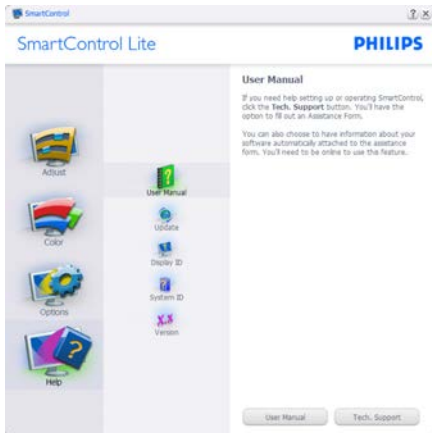 SmartControl
SmartControl Lite
PHILIPS
Adjust
Color
Options
Help
User Manual
Update
Display ID
System ID
X.x
Version
User Manual
If you need help setting up or operating SmartControl,
click the Tech. Support button. You'll have the
option to fill out an Assistance Form.
You can also choose to have information about your
software automatically attached to the assistance
form. You'll need to be online to use this feature.
User Manual
Tech. Support